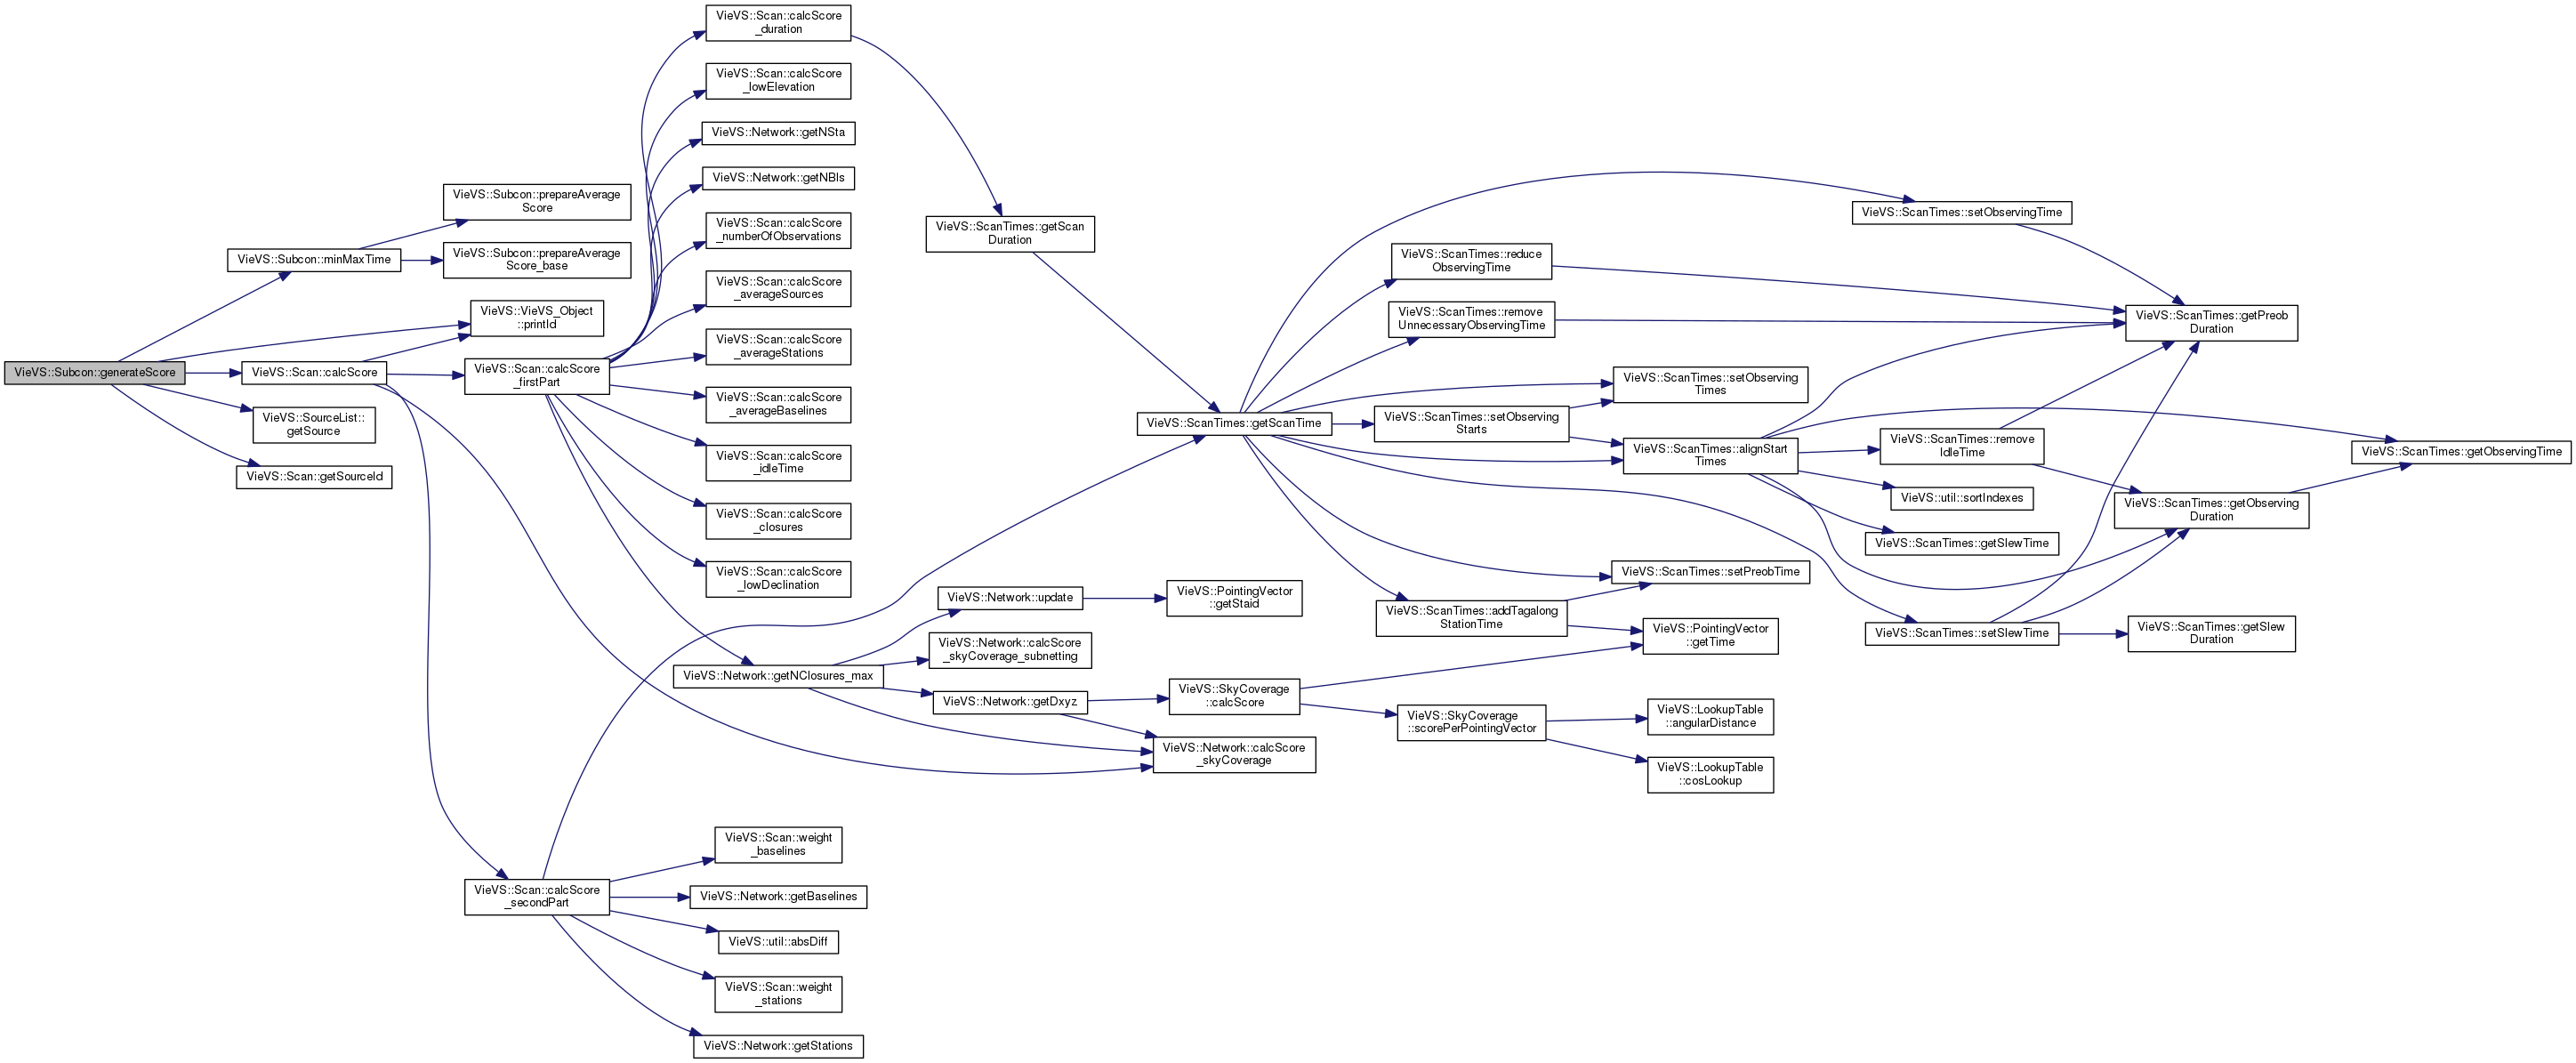 VieVS::Subcon::generateScore
VieVS::Subcon::minMaxTime
VieVS::Subcon::prepareAverage
Score
VieVS::Subcon::prepareAverage
Score_base
VieVS::VieVS_Object
::printId
VieVS::Scan::calcScore
VieVS::SourceList::
getSource
VieVS::Scan::getSourceId
VieVS::Scan::calcScore
_firstPart
VieVS::Scan::calcScore
_duration
VieVS::Scan::calcScore
_lowElevation
VieVS::Network::getNSta
VieVS::Network::getNBls
VieVS::Scan::calcScore
_numberOfObservations
VieVS::Scan::calcScore
_averageSources
VieVS::Scan::calcScore
_averageStations
VieVS::Scan::calcScore
_averageBaselines
VieVS::Scan::calcScore
_idleTime
VieVS::Scan::calcScore
_closures
VieVS::Scan::calcScore
_lowDeclination
VieVS::Network::getNClosures_max
VieVS::Scan::calcScore
_secondPart
VieVS::Scan::weight
_baselines
VieVS::Network::getBaselines
VieVS::util::absDiff
VieVS::Scan::weight
_stations
VieVS::Network::getStations
VieVS::ScanTimes::getScan
Duration
VieVS::Network::update
VieVS::Network::calcScore
_skyCoverage_subnetting
VieVS::Network::getDxyz
VieVS::PointingVector
::getStaid
VieVS::SkyCoverage
::calcScore
VieVS::Network::calcScore
_skyCoverage
VieVS::ScanTimes::getScanTime
VieVS::ScanTimes::reduce
ObservingTime
VieVS::ScanTimes::remove
UnnecessaryObservingTime
VieVS::ScanTimes::setObserving
Starts
VieVS::ScanTimes::addTagalong
StationTime
VieVS::SkyCoverage
::scorePerPointingVector
VieVS::ScanTimes::setObserving
Times
VieVS::ScanTimes::alignStart
Times
VieVS::ScanTimes::setPreobTime
VieVS::PointingVector
::getTime
VieVS::LookupTable
::angularDistance
VieVS::LookupTable
::cosLookup
VieVS::ScanTimes::setObservingTime
VieVS::ScanTimes::remove
IdleTime
VieVS::util::sortIndexes
VieVS::ScanTimes::getSlewTime
VieVS::ScanTimes::setSlewTime
VieVS::ScanTimes::getPreob
Duration
VieVS::ScanTimes::getObserving
Duration
VieVS::ScanTimes::getSlew
Duration
VieVS::ScanTimes::getObservingTime